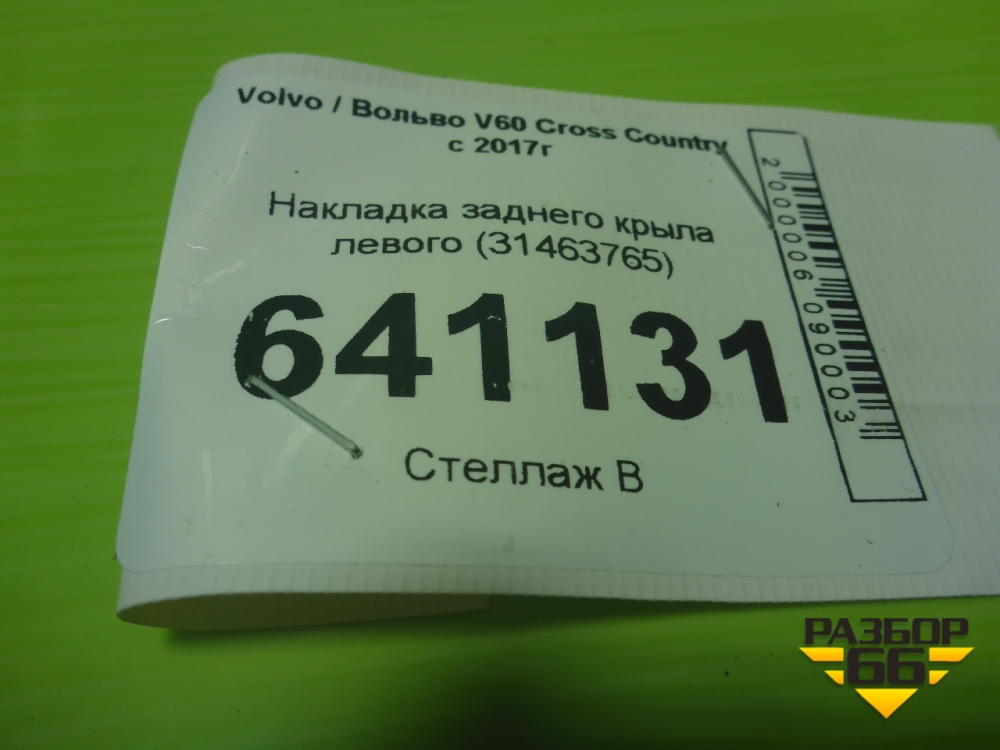 Volvo / Вольво V60 Cross Country
с 2017г
Накладка заднего крыла
левого (31463765)
641131
Стеллаж В
2000006090003
РАЗБОР
66